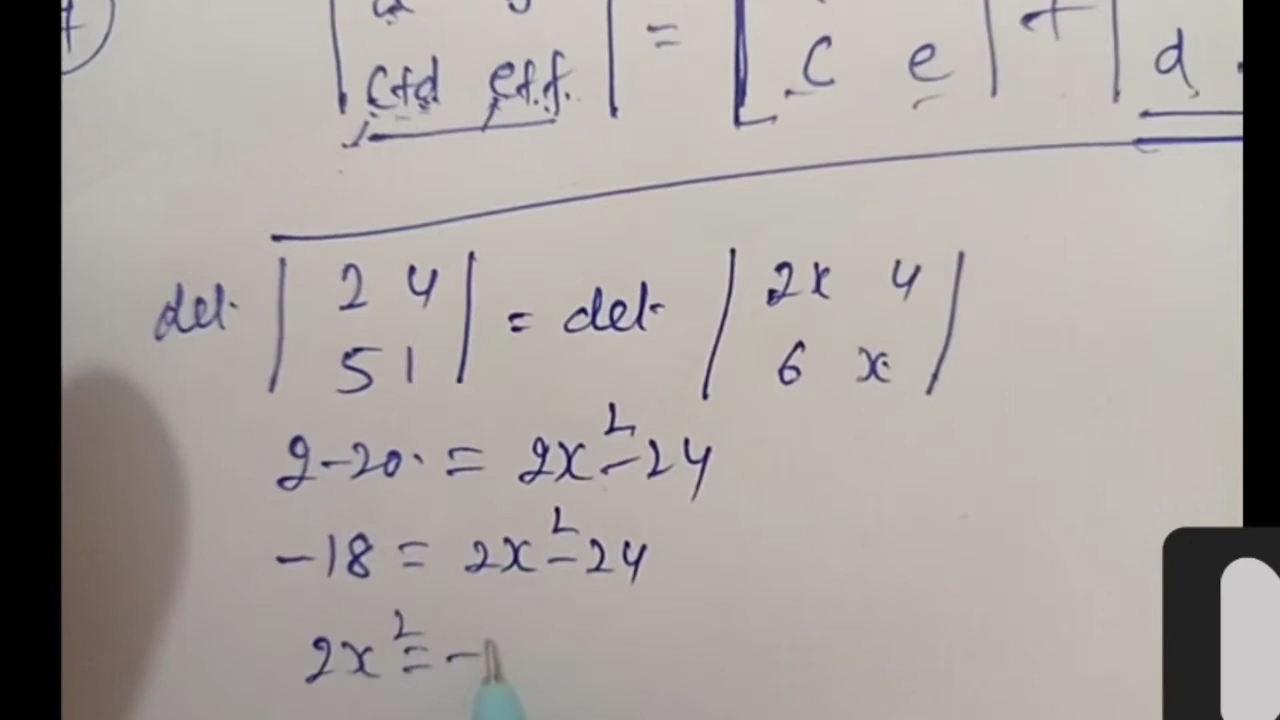 c+d e+f. = c e + d
det. | 2 4 | = det. | 2x 4 |
| 5 1 | | 6 x |
2-20. = 2x²-24
-18 = 2x²-24
2x² = -